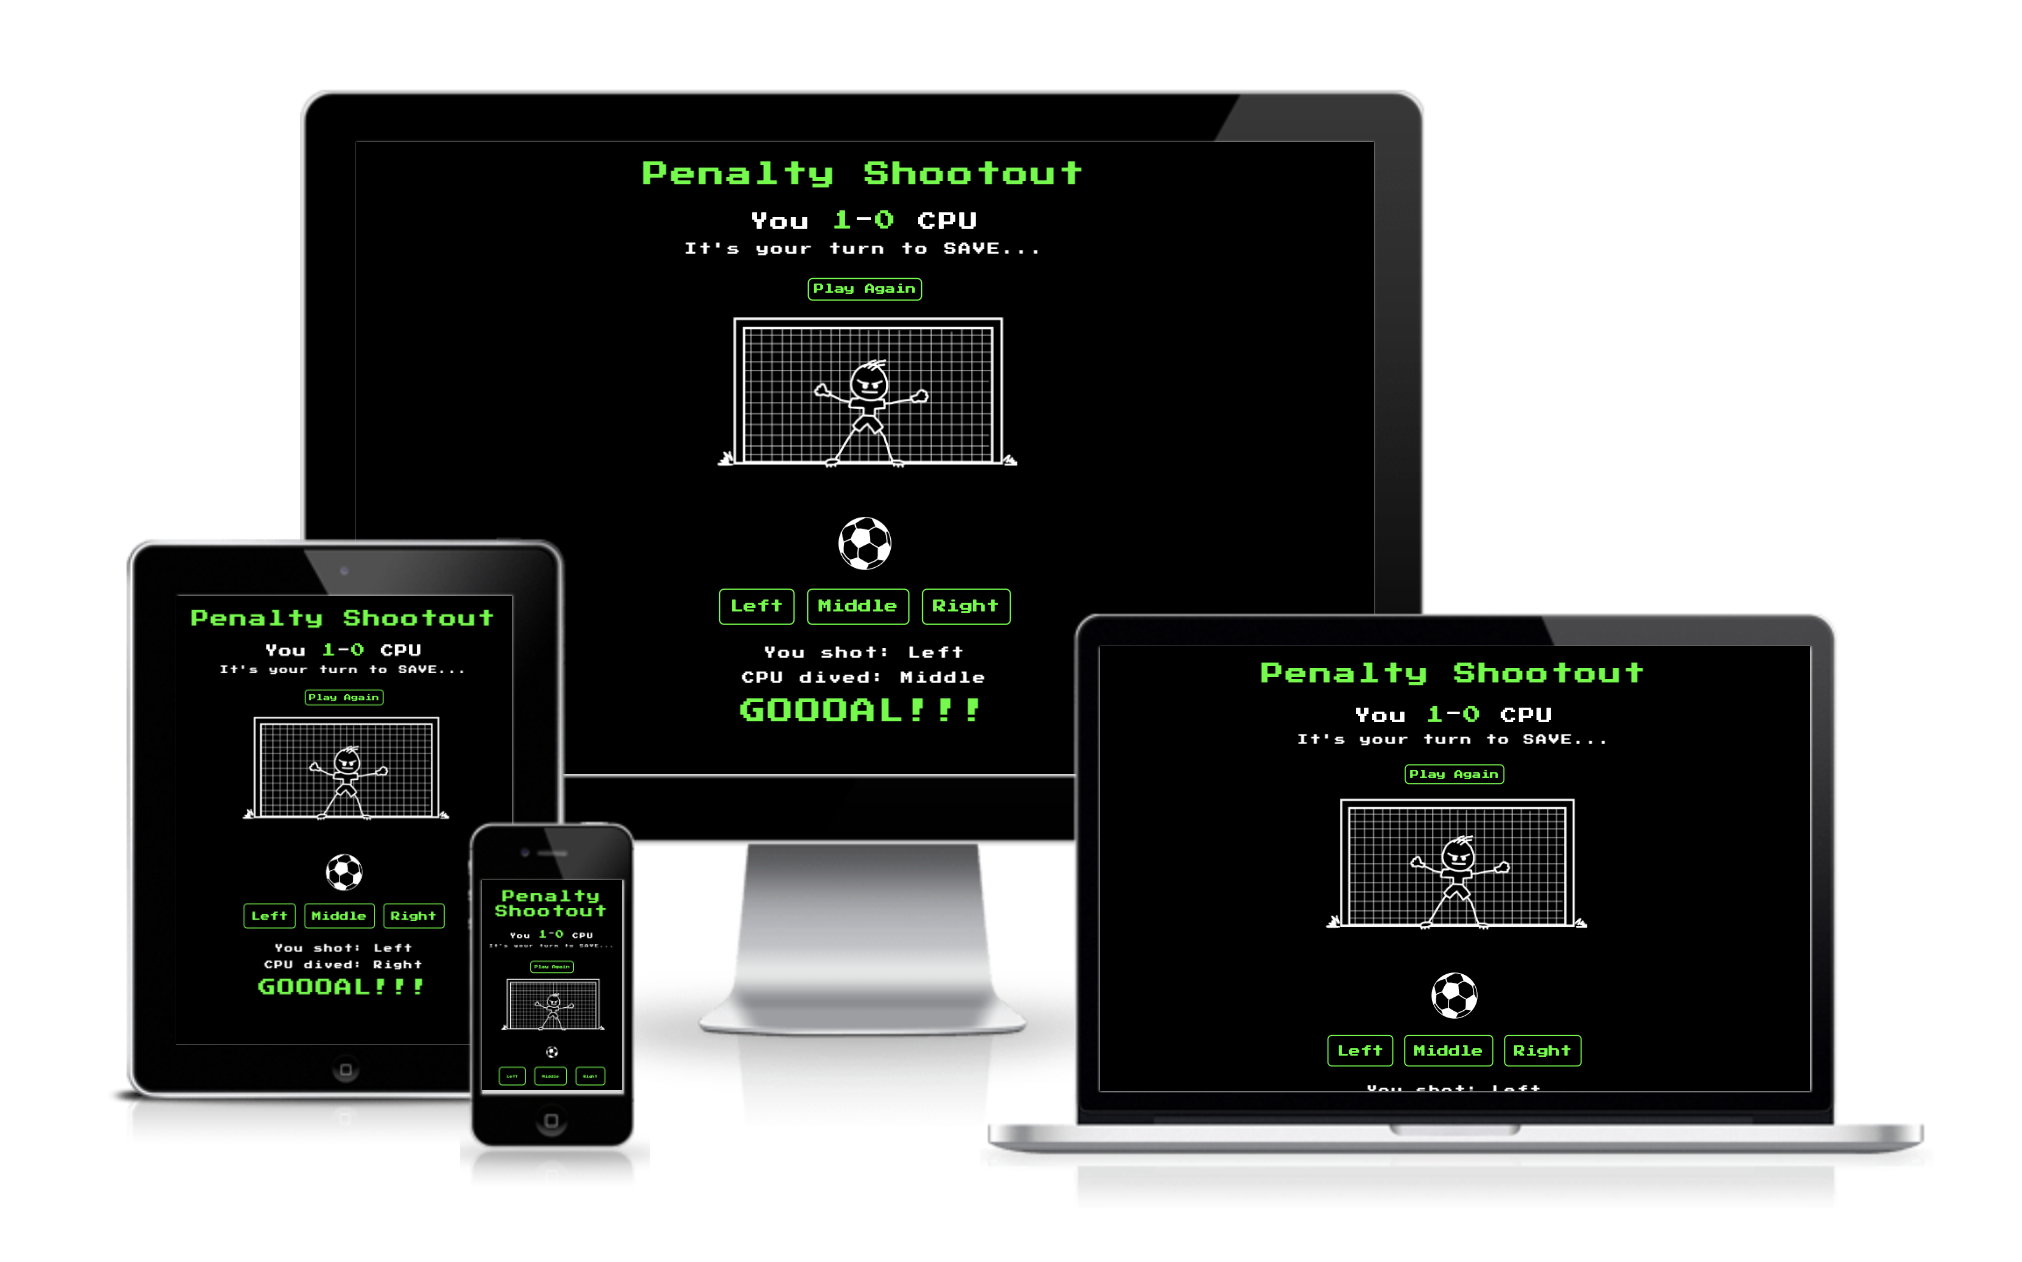 Penalty Shootout
You 1-0 CPU
It's your turn to SAVE...
Play Again
Left Middle Right
You shot: Left
CPU dived: Middle
GOOOAL!!!
Penalty Shootout
You 1-0 CPU
It's your turn to SAVE...
Play Again
Left Middle Right
You shot: Left
CPU dived: Right
GOOOAL!!!
Penalty
Shootout
You 1-0 CPU
It's your turn to SAVE...
Play Again
Left Middle Right
Penalty Shootout
You 1-0 CPU
It's your turn to SAVE...
Play Again
Left Middle Right
You shot: Left